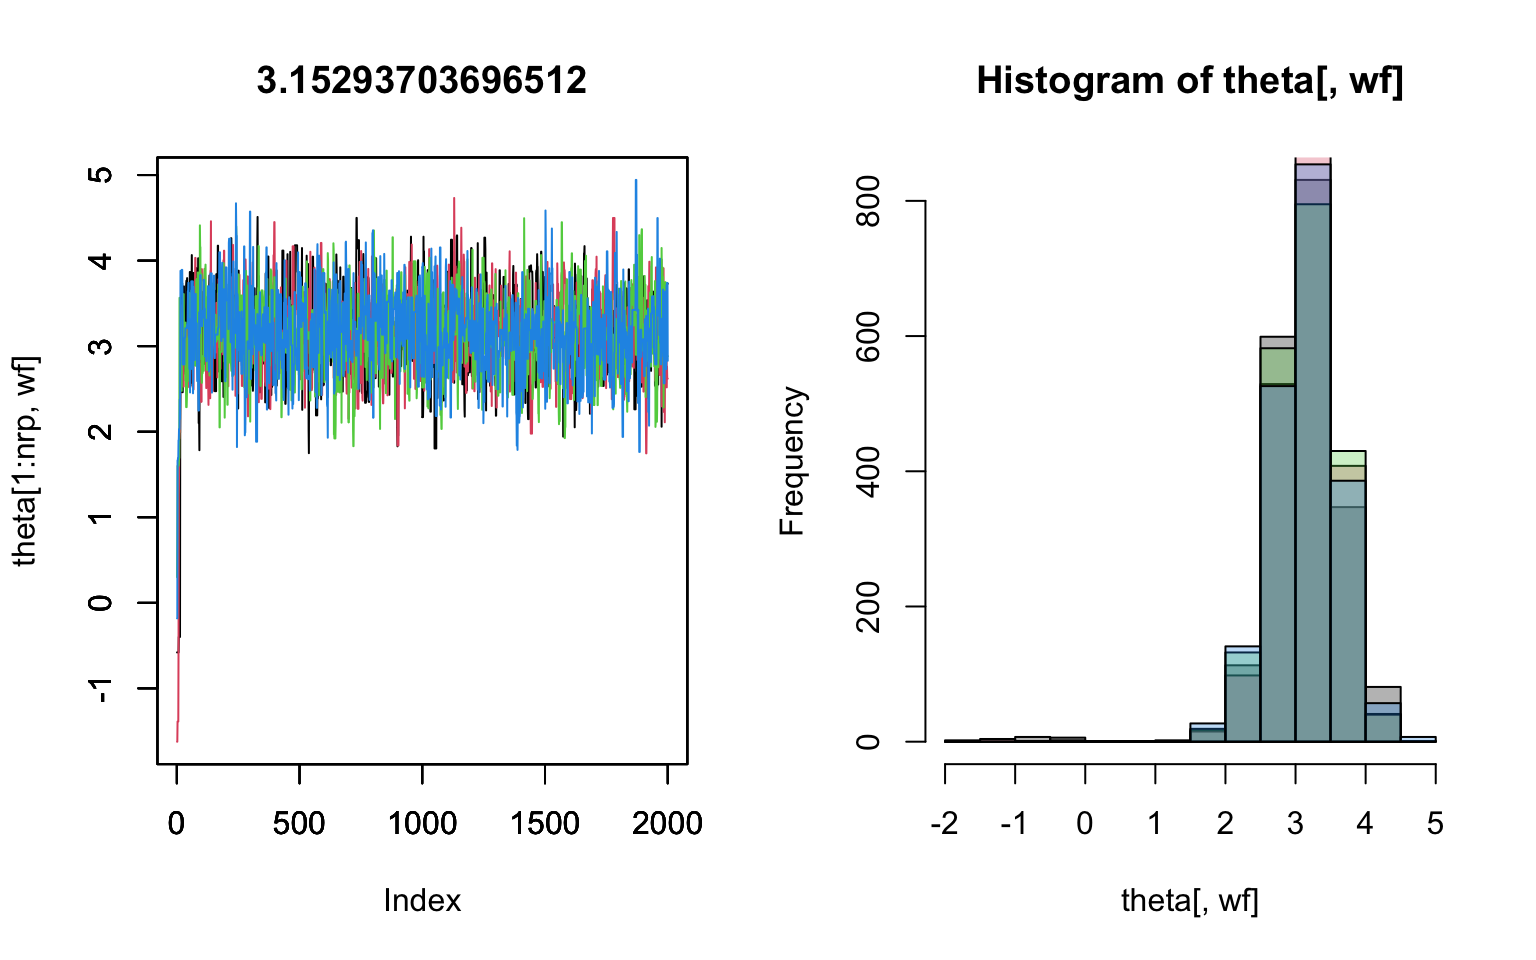 3.15293703696512
theta[1:nrp, wf]
5
4
3
2
1
0
-1
0 500 1000 1500 2000
Index
Histogram of theta[, wf]
Frequency
800
600
400
200
0
-2 -1 0 1 2 3 4 5
theta[, wf]